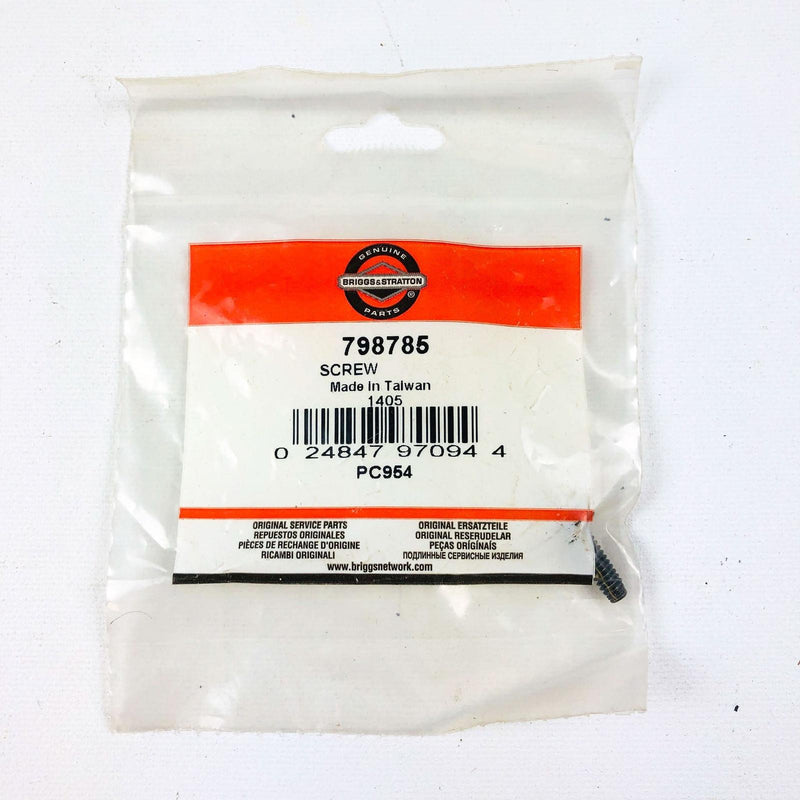 GENUINE
BRIGGS&STRATTON
®
PARTS
798785
SCREW
Made In Taiwan
1405
0 24847 97094 4
PC954
ORIGINAL SERVICE PARTS
REPUESTOS ORIGINALES
PIÈCES DE RECHANGE D'ORIGINE
RICAMBI ORIGINALI
ORIGINAL ERSATZTEILE
ORIGINAL RESERUDELAR
PEÇAS ORIGÍNAIS
ПОДЛИННЫЕ СЕРВИСНЫЕ ИЗДЕЛИЯ
www.briggsnetwork.com